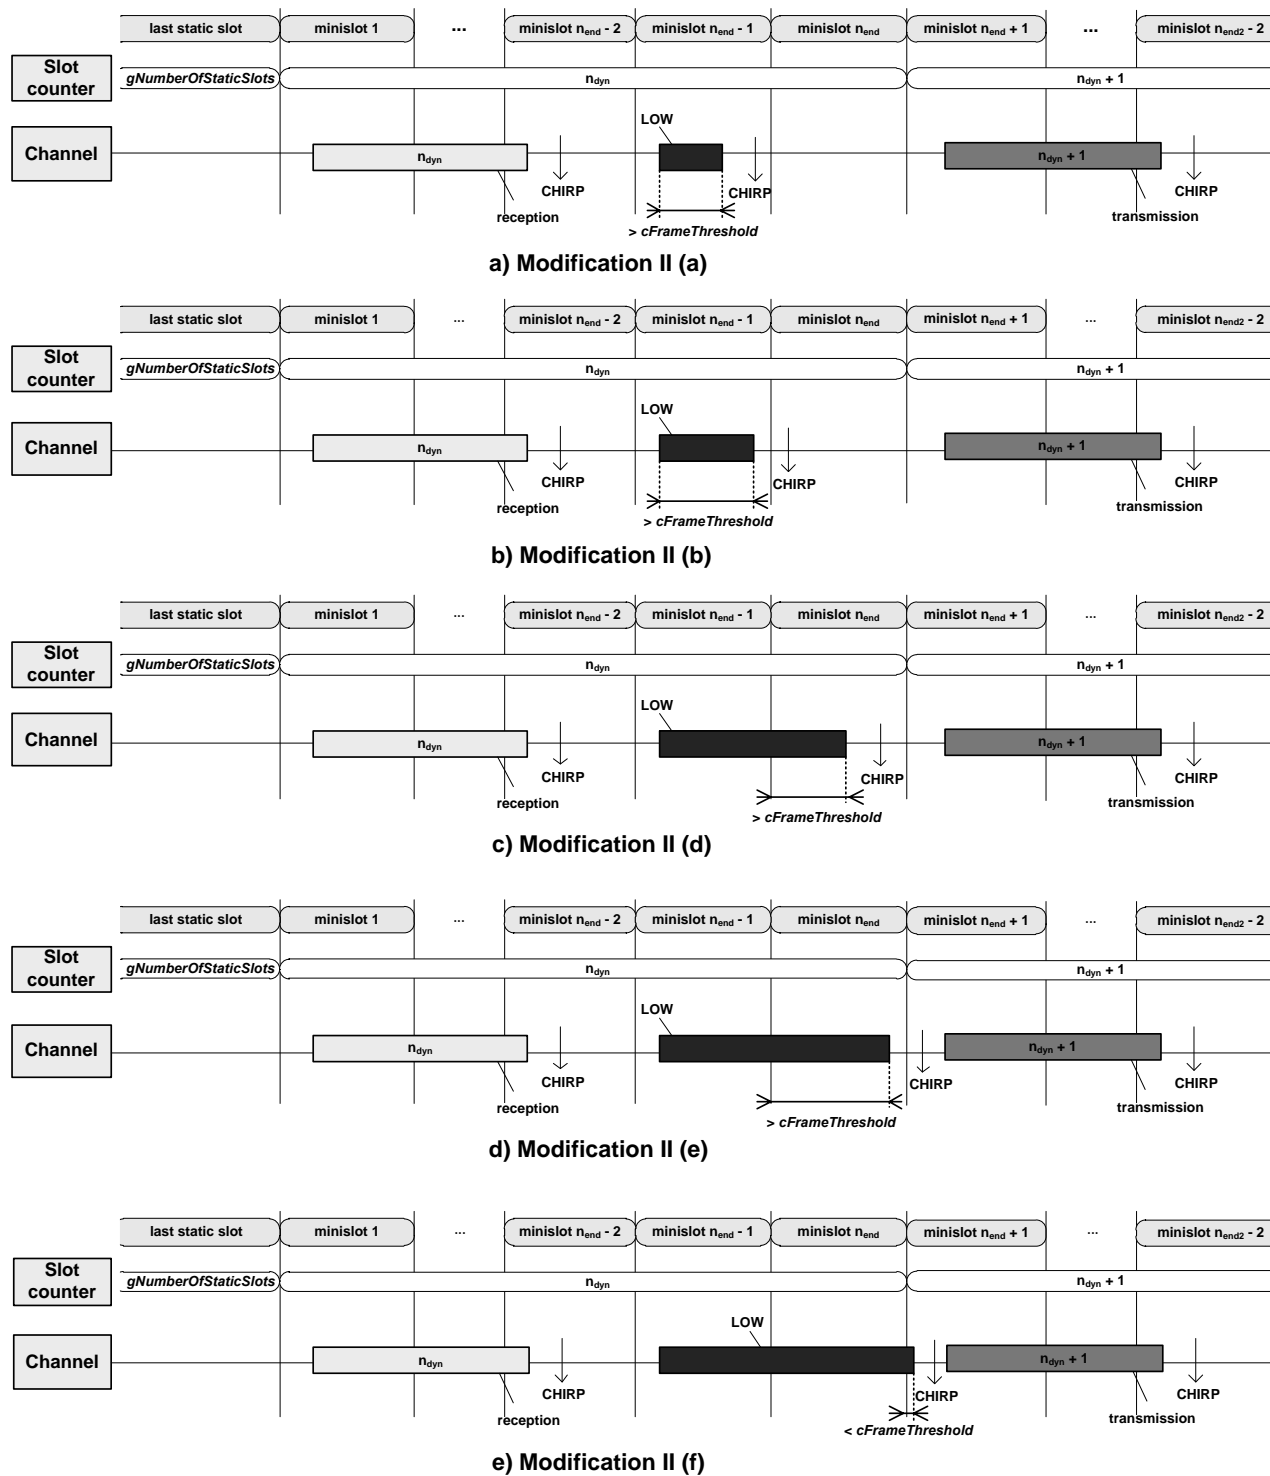 last static slot minislot 1 ... minislot nend - 2 minislot nend - 1 minislot nend minislot nend + 1 ... minislot nend2 - 2
Slot counter gNumberOfStaticSlots ndyn ndyn + 1
LOW
Channel ndyn ndyn + 1
CHIRP CHIRP CHIRP
reception transmission
> cFrameThreshold
a) Modification II (a)
last static slot minislot 1 ... minislot nend - 2 minislot nend - 1 minislot nend minislot nend + 1 ... minislot nend2 - 2
Slot counter gNumberOfStaticSlots ndyn ndyn + 1
LOW
Channel ndyn ndyn + 1
CHIRP CHIRP CHIRP
reception transmission
> cFrameThreshold
b) Modification II (b)
last static slot minislot 1 ... minislot nend - 2 minislot nend - 1 minislot nend minislot nend + 1 ... minislot nend2 - 2
Slot counter gNumberOfStaticSlots ndyn ndyn + 1
LOW
Channel ndyn ndyn + 1
CHIRP CHIRP CHIRP
reception transmission
> cFrameThreshold
c) Modification II (d)
last static slot minislot 1 ... minislot nend - 2 minislot nend - 1 minislot nend minislot nend + 1 ... minislot nend2 - 2
Slot counter gNumberOfStaticSlots ndyn ndyn + 1
LOW
Channel ndyn ndyn + 1
CHIRP CHIRP CHIRP
reception transmission
> cFrameThreshold
d) Modification II (e)
last static slot minislot 1 ... minislot nend - 2 minislot nend - 1 minislot nend minislot nend + 1 ... minislot nend2 - 2
Slot counter gNumberOfStaticSlots ndyn ndyn + 1
LOW
Channel ndyn ndyn + 1
CHIRP CHIRP CHIRP
reception transmission
< cFrameThreshold
e) Modification II (f)